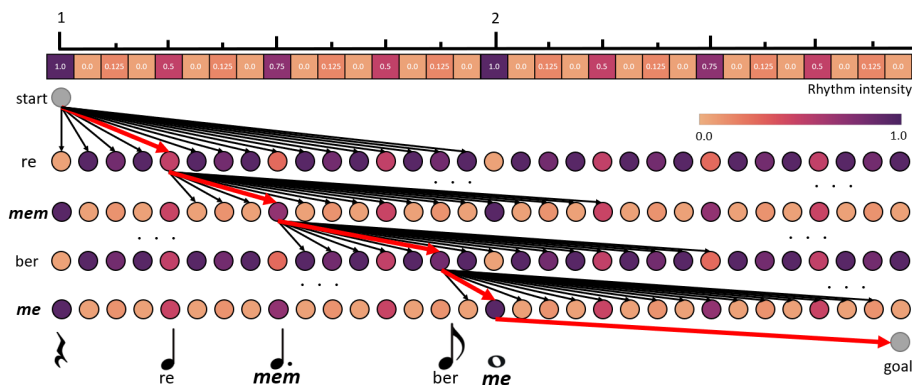 1 2
1.0 0.0 0.125 0.0 0.5 0.0 0.125 0.0 0.75 0.0 0.125 0.0 0.5 0.0 0.125 0.0 1.0 0.0 0.125 0.0 0.5 0.0 0.125 0.0 0.75 0.0 0.125 0.0 0.5 0.0 0.125 0.0
Rhythm intensity
start
0.0 1.0
re
. . . . . .
mem
. . . . . .
ber
. . . . . .
me
re mem ber me goal